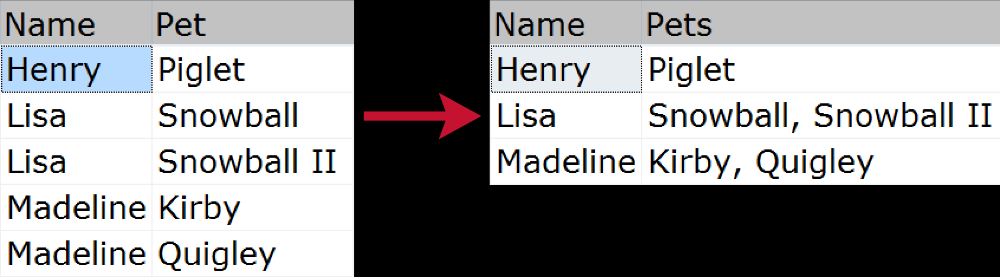 Name Pet
Henry Piglet
Lisa Snowball
Lisa Snowball II
Madeline Kirby
Madeline Quigley
Name Pets
Henry Piglet
Lisa Snowball, Snowball II
Madeline Kirby, Quigley